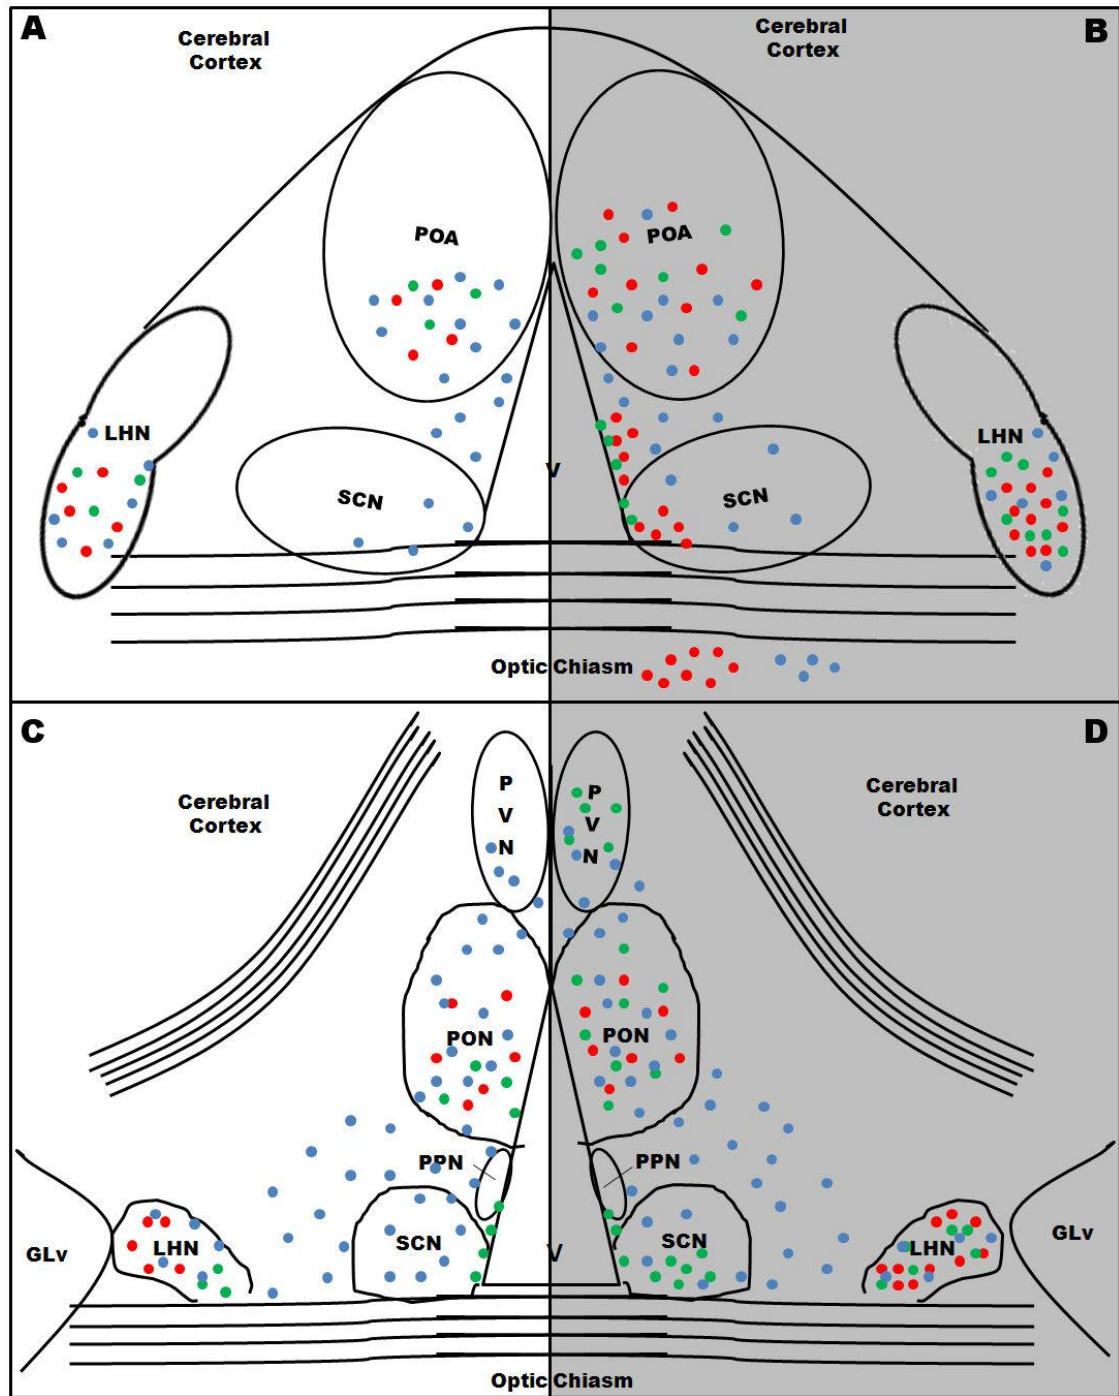 A
Cerebral
Cortex
Cerebral
Cortex
B
POA
POA
LHN
LHN
V
SCN
SCN
Optic Chiasm
C
D
Cerebral
Cortex
Cerebral
Cortex
P
V
N
P
V
N
PON
PON
PPN
PPN
GLv
LHN
SCN
V
SCN
LHN
GLv
Optic Chiasm